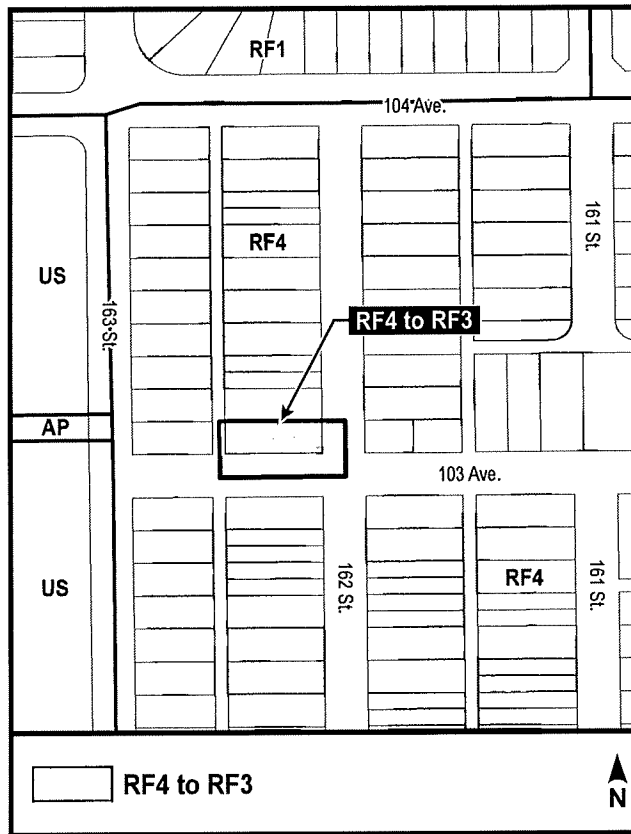 RF1
104 Ave.
161 St.
RF4
US
163 St.
RF4 to RF3
AP
103 Ave.
US
162 St.
RF4
161 St.
RF4 to RF3
N